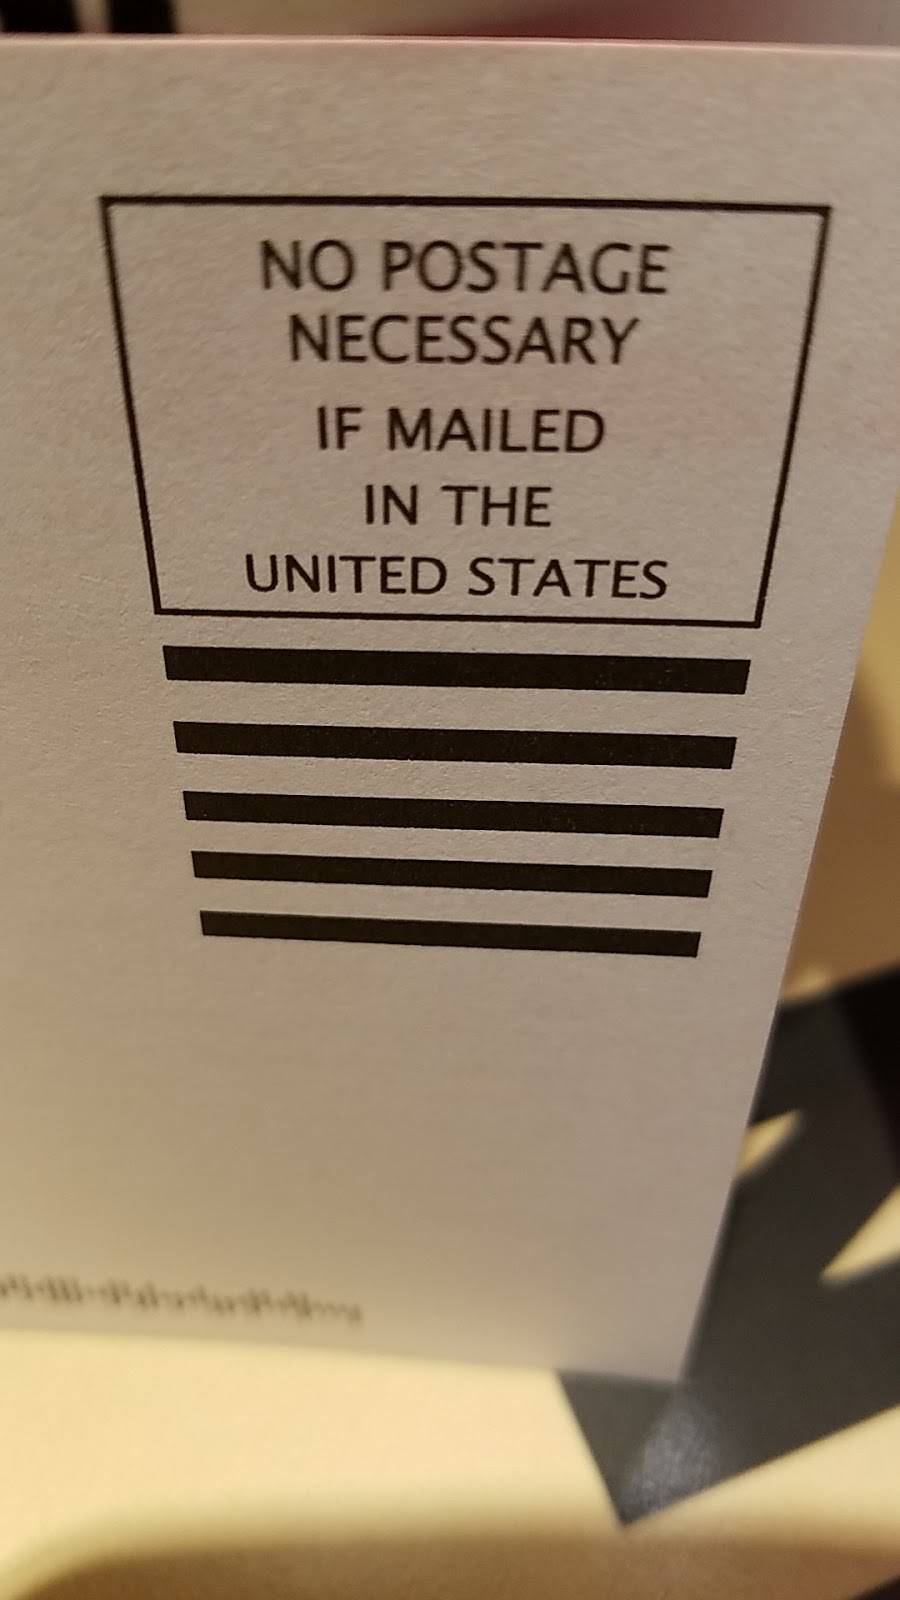 NO POSTAGE
NECESSARY
IF MAILED
IN THE
UNITED STATES